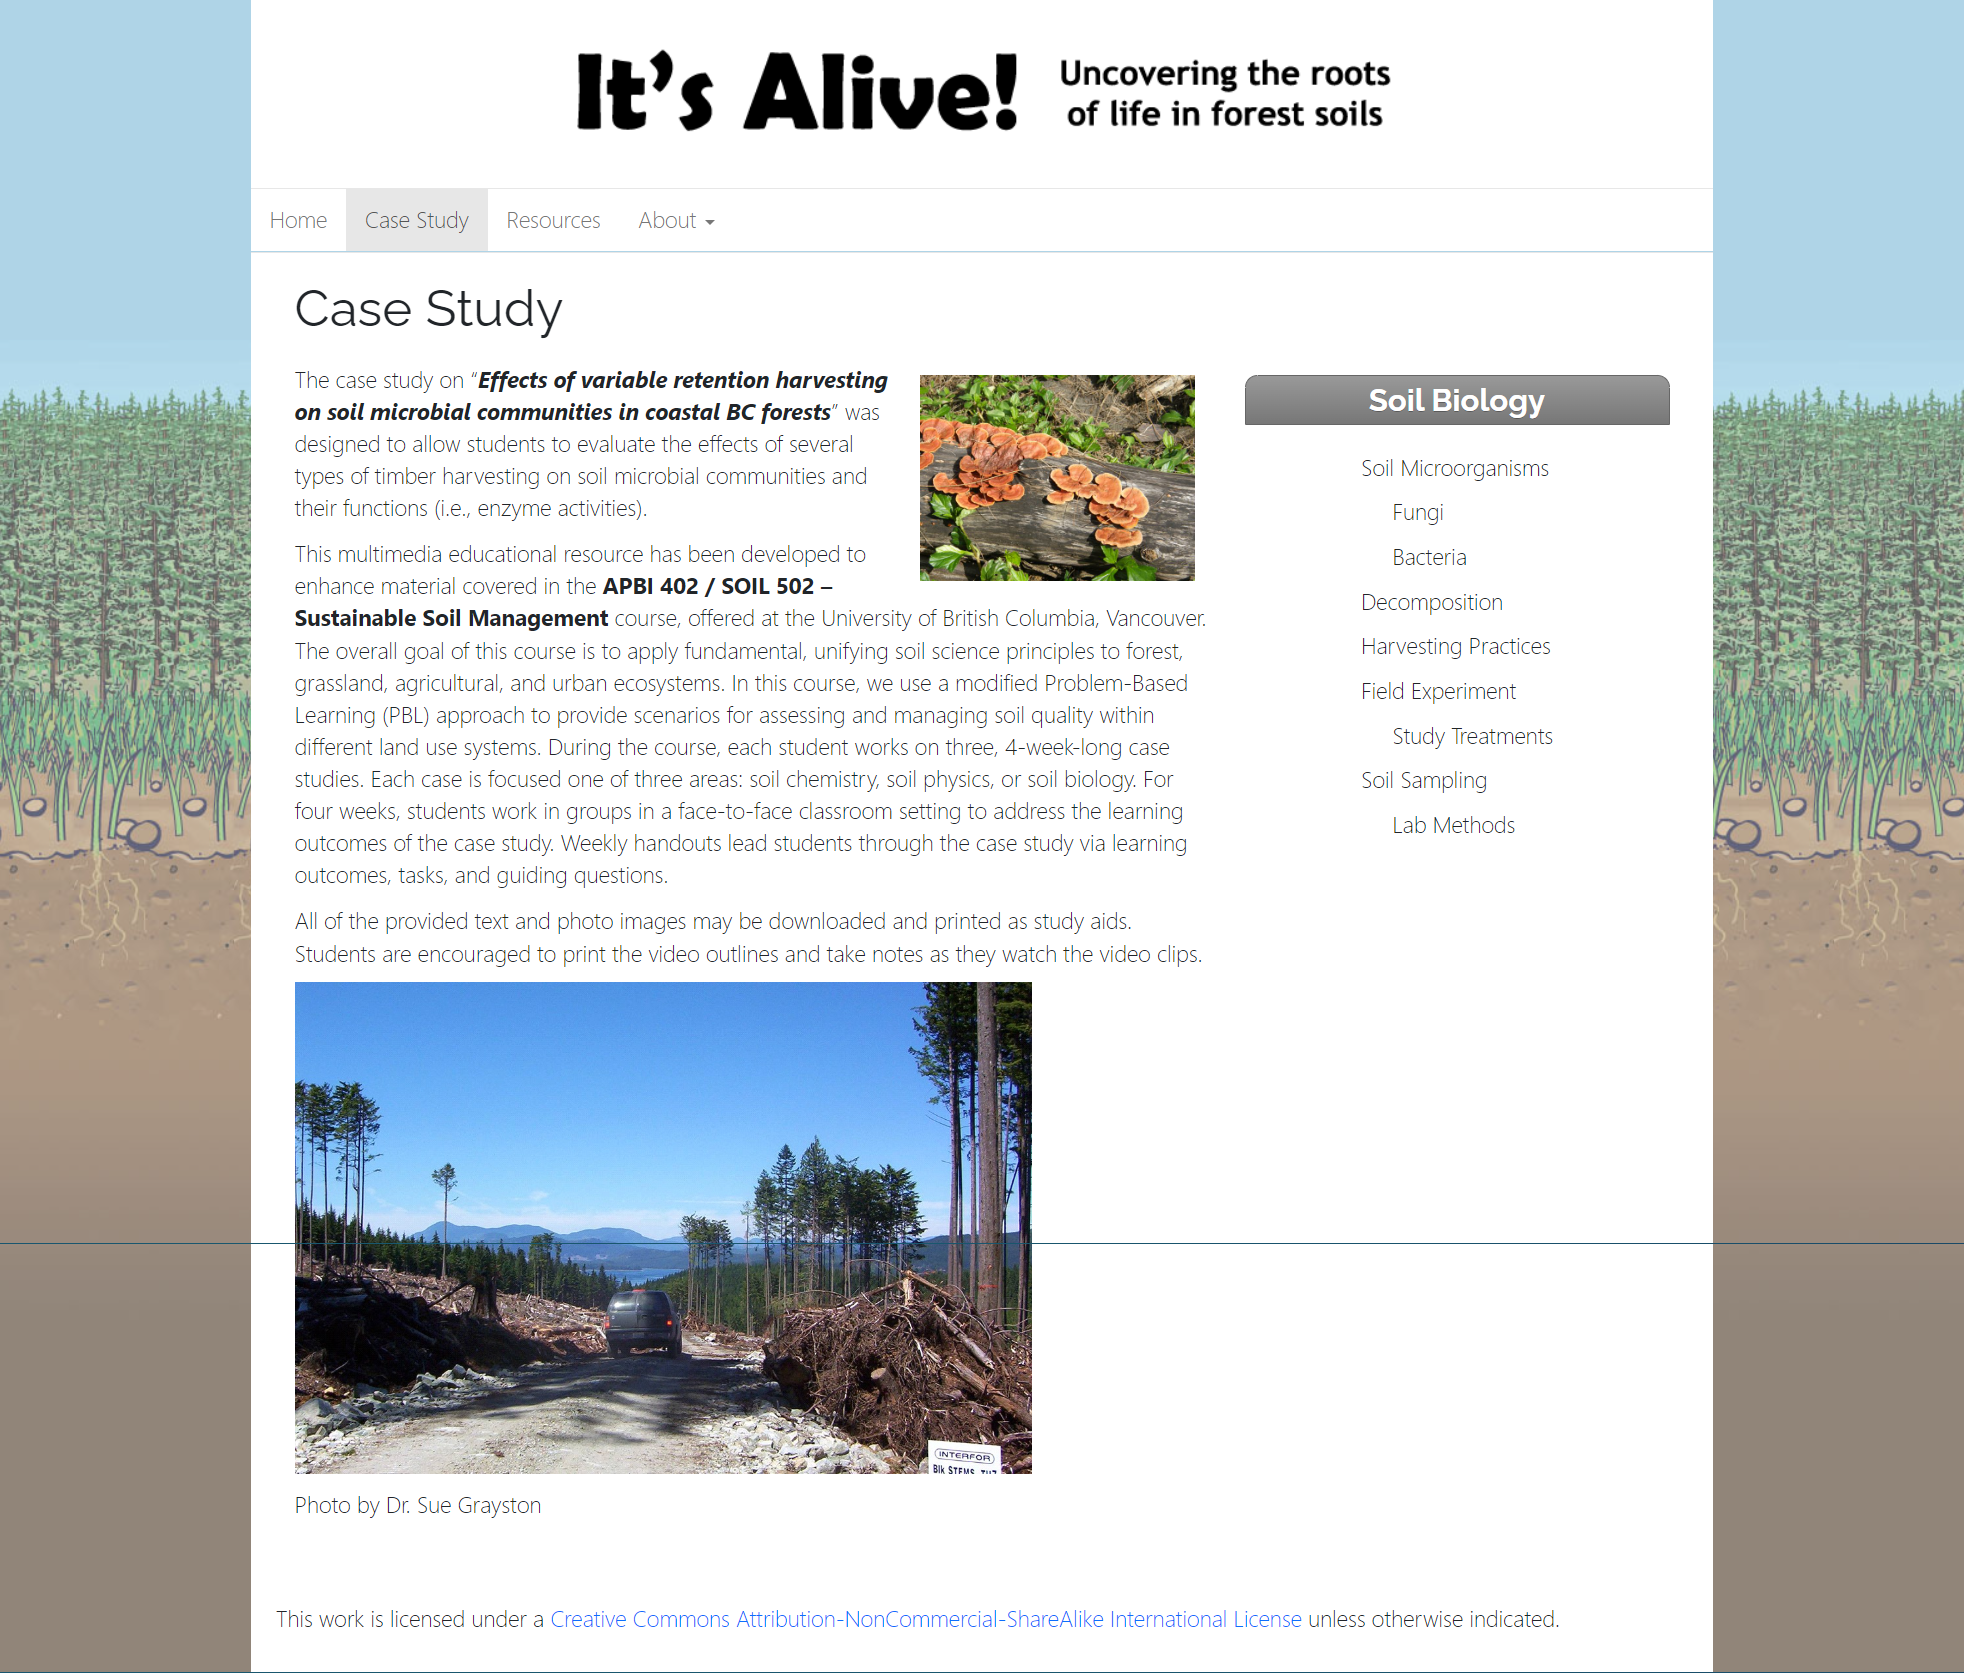 It's Alive!
Uncovering the roots
of life in forest soils
Home
Case Study
Resources
About
Case Study
The case study on “Effects of variable retention harvesting
on soil microbial communities in coastal BC forests” was
designed to allow students to evaluate the effects of several
types of timber harvesting on soil microbial communities and
their functions (i.e., enzyme activities).
This multimedia educational resource has been developed to
enhance material covered in the APBI 402 / SOIL 502 –
Sustainable Soil Management course, offered at the University of British Columbia, Vancouver.
The overall goal of this course is to apply fundamental, unifying soil science principles to forest,
grassland, agricultural, and urban ecosystems. In this course, we use a modified Problem-Based
Learning (PBL) approach to provide scenarios for assessing and managing soil quality within
different land use systems. During the course, each student works on three, 4-week-long case
studies. Each case is focused one of three areas: soil chemistry, soil physics, or soil biology. For
four weeks, students work in groups in a face-to-face classroom setting to address the learning
outcomes of the case study. Weekly handouts lead students through the case study via learning
outcomes, tasks, and guiding questions.
All of the provided text and photo images may be downloaded and printed as study aids.
Students are encouraged to print the video outlines and take notes as they watch the video clips.
INTERFOR
Blk STEMS
Photo by Dr. Sue Grayston
Soil Biology
Soil Microorganisms
Fungi
Bacteria
Decomposition
Harvesting Practices
Field Experiment
Study Treatments
Soil Sampling
Lab Methods
This work is licensed under a Creative Commons Attribution-NonCommercial-ShareAlike International License unless otherwise indicated.